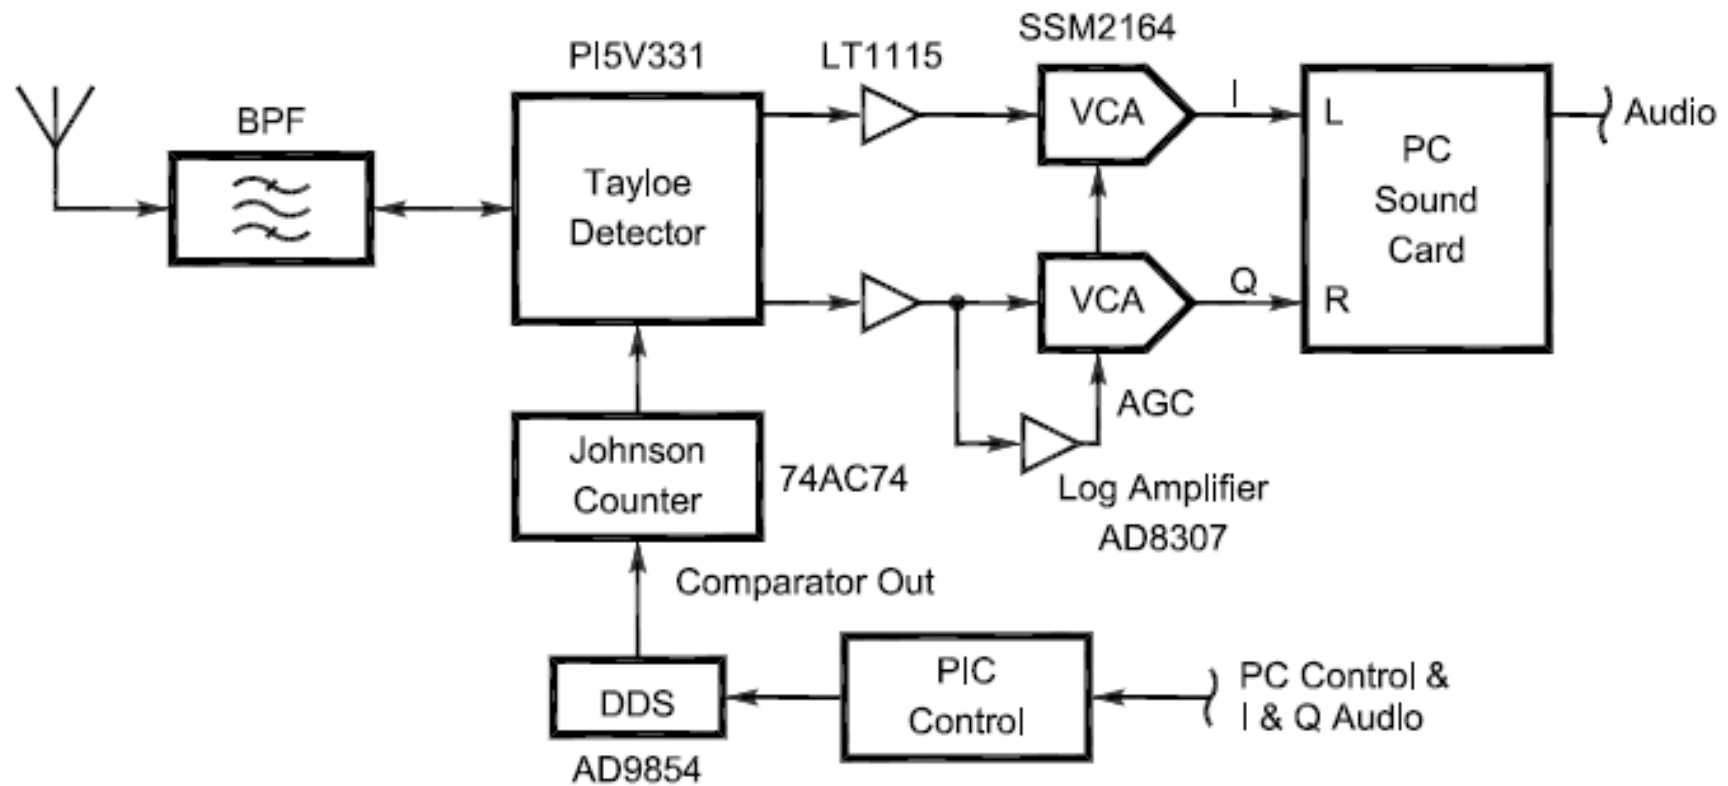 SSM2164
PI5V331
LT1115
BPF
VCA
I
L
Audio
PC
Sound
Card
Tayloe
Detector
VCA
Q
R
AGC
Johnson
Counter
74AC74
Log Amplifier
AD8307
Comparator Out
PIC
Control
PC Control &
I & Q Audio
DDS
AD9854